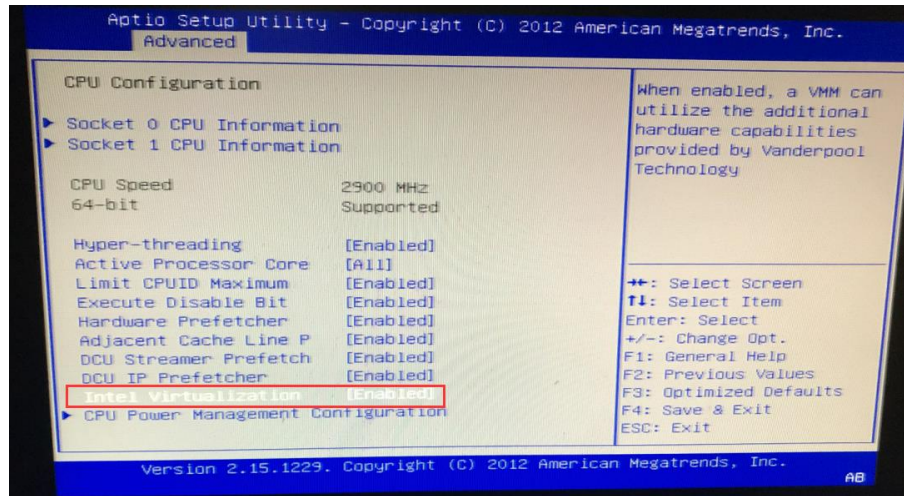 Aptio Setup Utility – Copyright (C) 2012 American Megatrends, Inc.
Advanced
CPU Configuration
Socket 0 CPU Information
Socket 1 CPU Information
CPU Speed 2900 MHz
64-bit Supported
Hyper-threading [Enabled]
Active Processor Core [All]
Limit CPUID Maximum [Enabled]
Execute Disable Bit [Enabled]
Hardware Prefetcher [Enabled]
Adjacent Cache Line P [Enabled]
DCU Streamer Prefetch [Enabled]
DCU IP Prefetcher [Enabled]
Intel Virtualization [Enabled]
CPU Power Management Configuration
When enabled, a VMM can
utilize the additional
hardware capabilities
provided by Vanderpool
Technology
→←: Select Screen
↑↓: Select Item
Enter: Select
+/-: Change Opt.
F1: General Help
F2: Previous Values
F3: Optimized Defaults
F4: Save & Exit
ESC: Exit
Version 2.15.1229. Copyright (C) 2012 American Megatrends, Inc.
AB